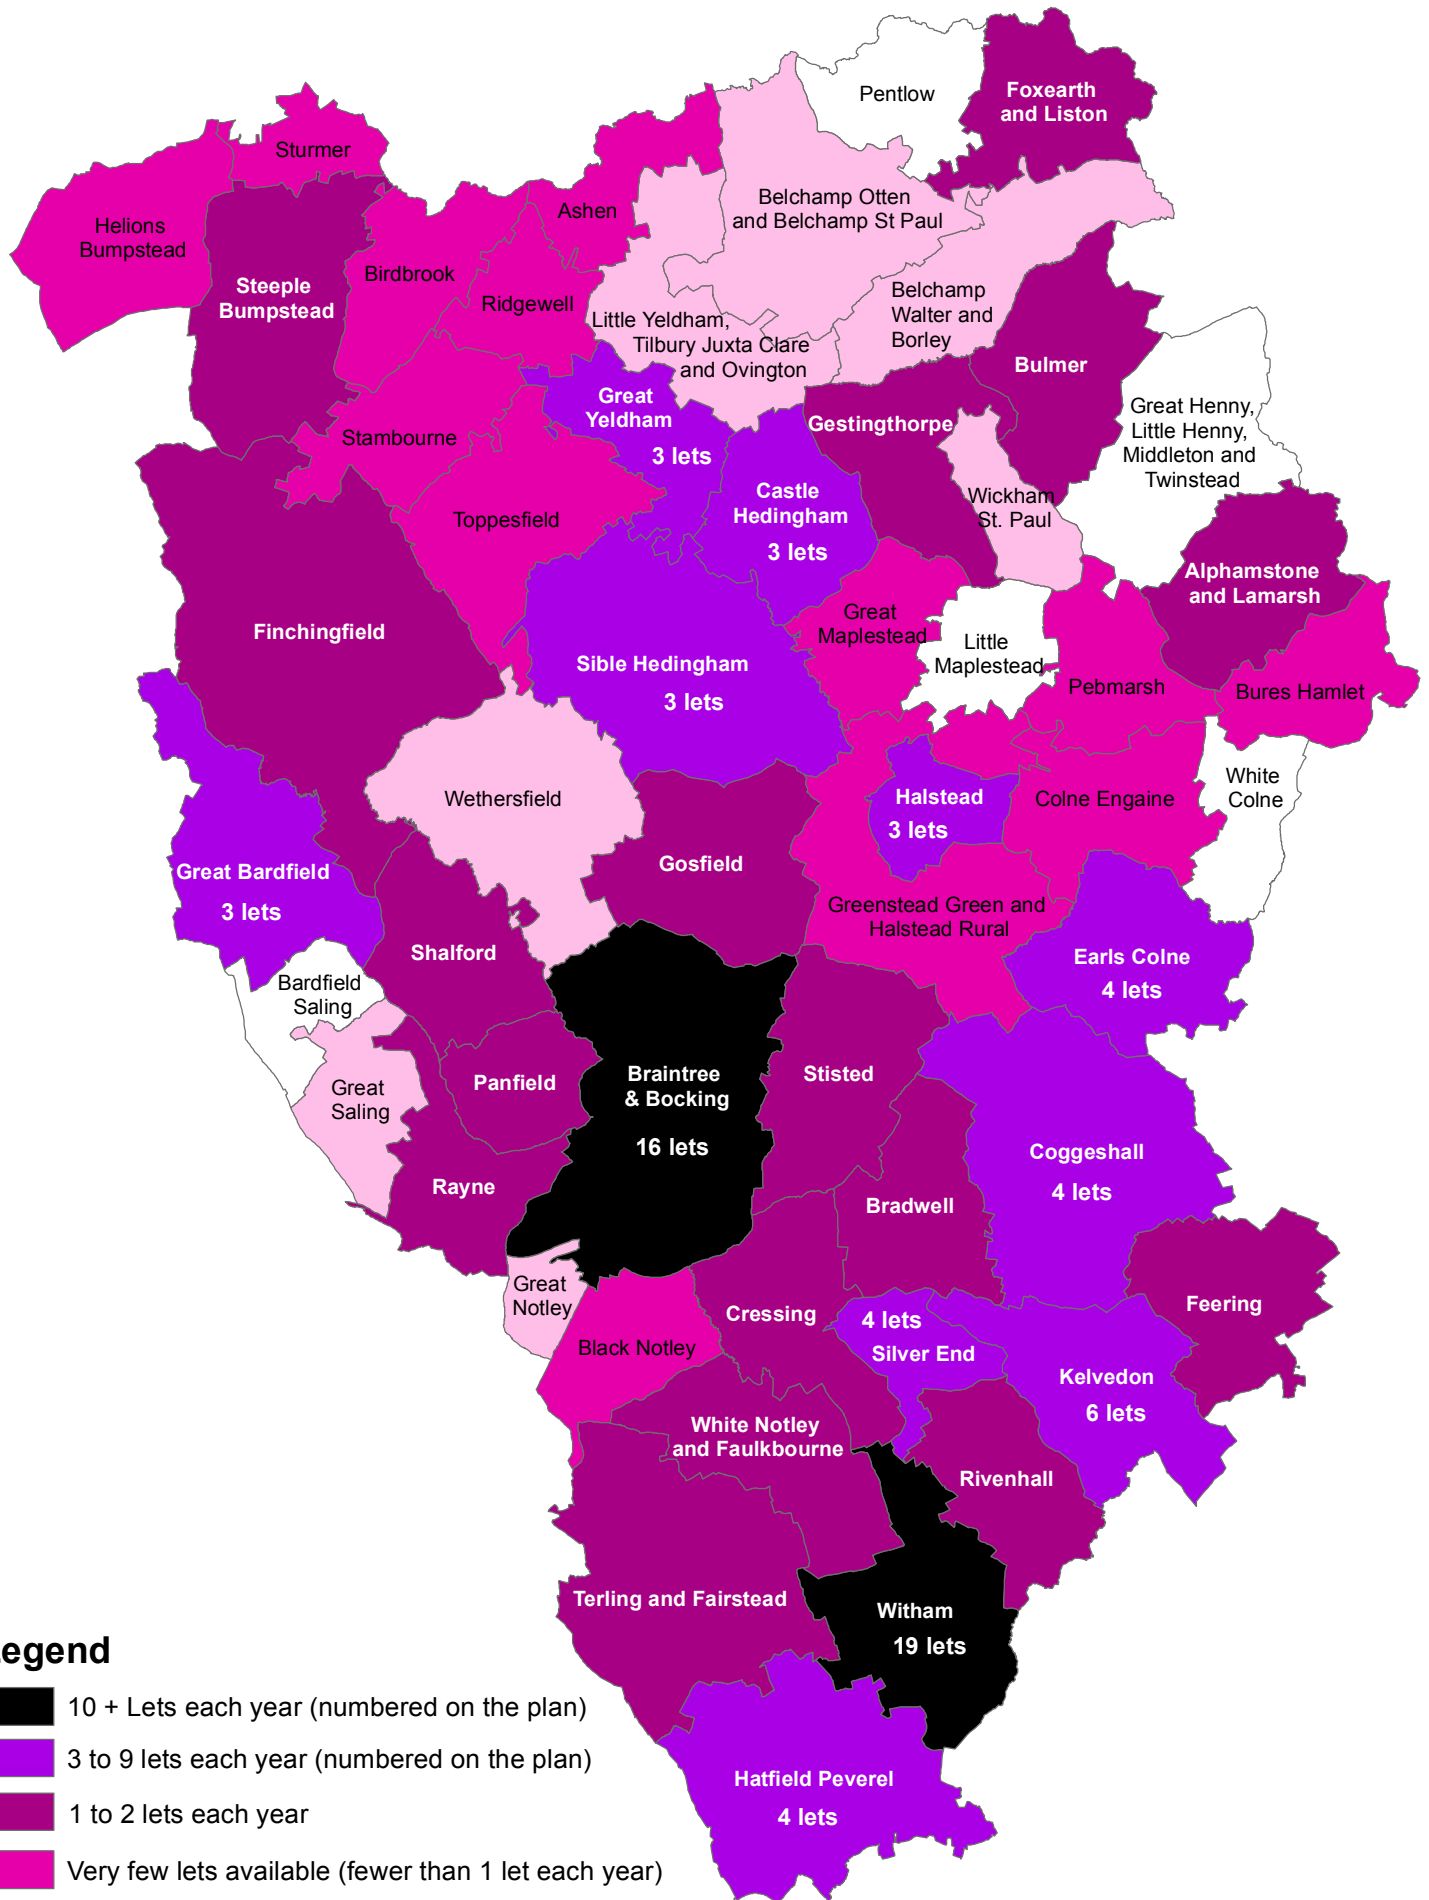 Pentlow
Foxearth
and Liston
Sturmer
Helions
Bumpstead
Ashen
Belchamp Otten
and Belchamp St Paul
Steeple
Bumpstead
Birdbrook
Ridgewell
Little Yeldham,
Tilbury Juxta Clare
and Ovington
Belchamp
Walter and
Borley
Bulmer
Great
Yeldham
3 lets
Gestingthorpe
Great Henny,
Little Henny,
Middleton and
Twinstead
Stambourne
Castle
Hedingham
3 lets
Wickham
St. Paul
Toppesfield
Alphamstone
and Lamarsh
Finchingfield
Great
Maplestead
Little
Maplestead
Sible Hedingham
3 lets
Pebmarsh
Bures Hamlet
Wethersfield
Halstead
3 lets
Colne Engaine
White
Colne
Great Bardfield
3 lets
Gosfield
Greenstead Green and
Halstead Rural
Shalford
Earls Colne
4 lets
Bardfield
Saling
Great
Saling
Panfield
Braintree
& Bocking
16 lets
Stisted
Coggeshall
4 lets
Rayne
Bradwell
Great
Notley
Cressing
4 lets
Silver End
Feering
Black Notley
Kelvedon
6 lets
White Notley
and Faulkbourne
Rivenhall
Terling and Fairstead
Witham
19 lets
Hatfield Peverel
4 lets
egend
10 + Lets each year (numbered on the plan)
3 to 9 lets each year (numbered on the plan)
1 to 2 lets each year
Very few lets available (fewer than 1 let each year)